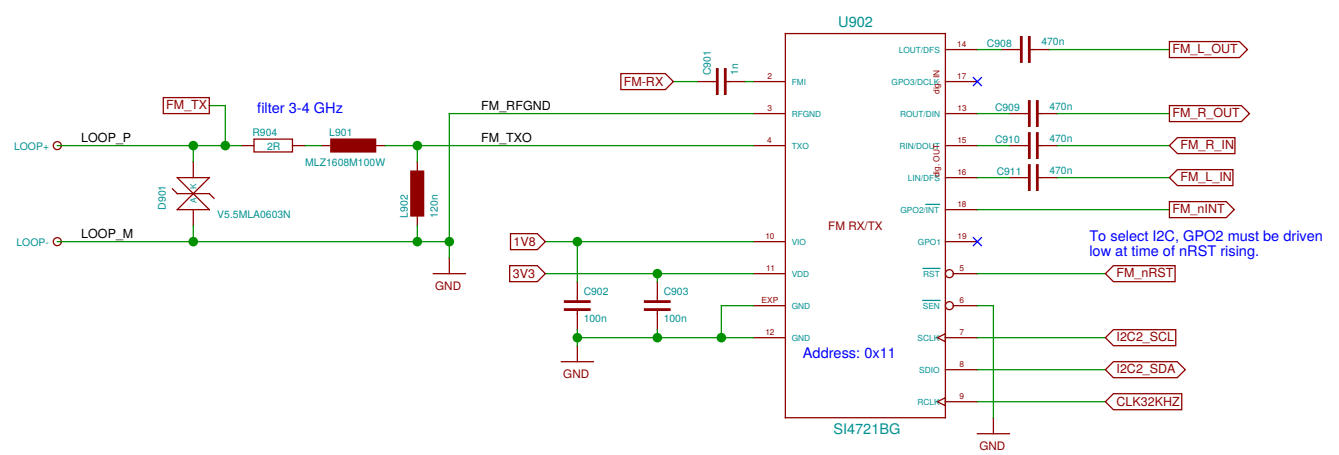 U902
C901
1n
FM-RX
2
FMI
3
RFGND
4
TXO
FM_TX
filter 3-4 GHz
FM_RFGND
LOOP+
LOOP_P
R904
2R
L901
MLZ1608M100W
FM_TXO
D901
A
K
V5.5MLA0603N
L902
120n
LOOP-
LOOP_M
GND
1V8
10
VIO
3V3
11
VDD
C902
100n
C903
100n
EXP
GND
12
GND
GND
FM RX/TX
Address: 0x11
SI4721BG
LOUT/DFS
14
C908
470n
FM_L_OUT
GPO3/DCLK
17
dig. IN
ROUT/DIN
13
C909
470n
FM_R_OUT
RIN/DOUT
15
C910
470n
FM_R_IN
dig. OUT
LIN/DFS
16
C911
470n
FM_L_IN
GPO2/INT
18
FM_nINT
GPO1
19
To select I2C, GPO2 must be driven
low at time of nRST rising.
RST
5
FM_nRST
SEN
6
SCLK
7
I2C2_SCL
SDIO
8
I2C2_SDA
RCLK
9
CLK32KHZ
GND